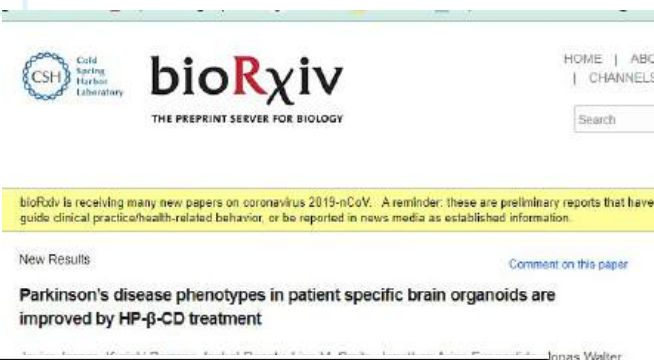 CSH Cold Spring Harbor Laboratory
bioRxiv
THE PREPRINT SERVER FOR BIOLOGY
HOME | ABO
| CHANNELS
Search
bioRxiv is receiving many new papers on coronavirus 2019-nCoV. A reminder: these are preliminary reports that have
guide clinical practice/health-related behavior, or be reported in news media as established information.
New Results
Comment on this paper
Parkinson's disease phenotypes in patient specific brain organoids are
improved by HP-β-CD treatment
Jonas Walter